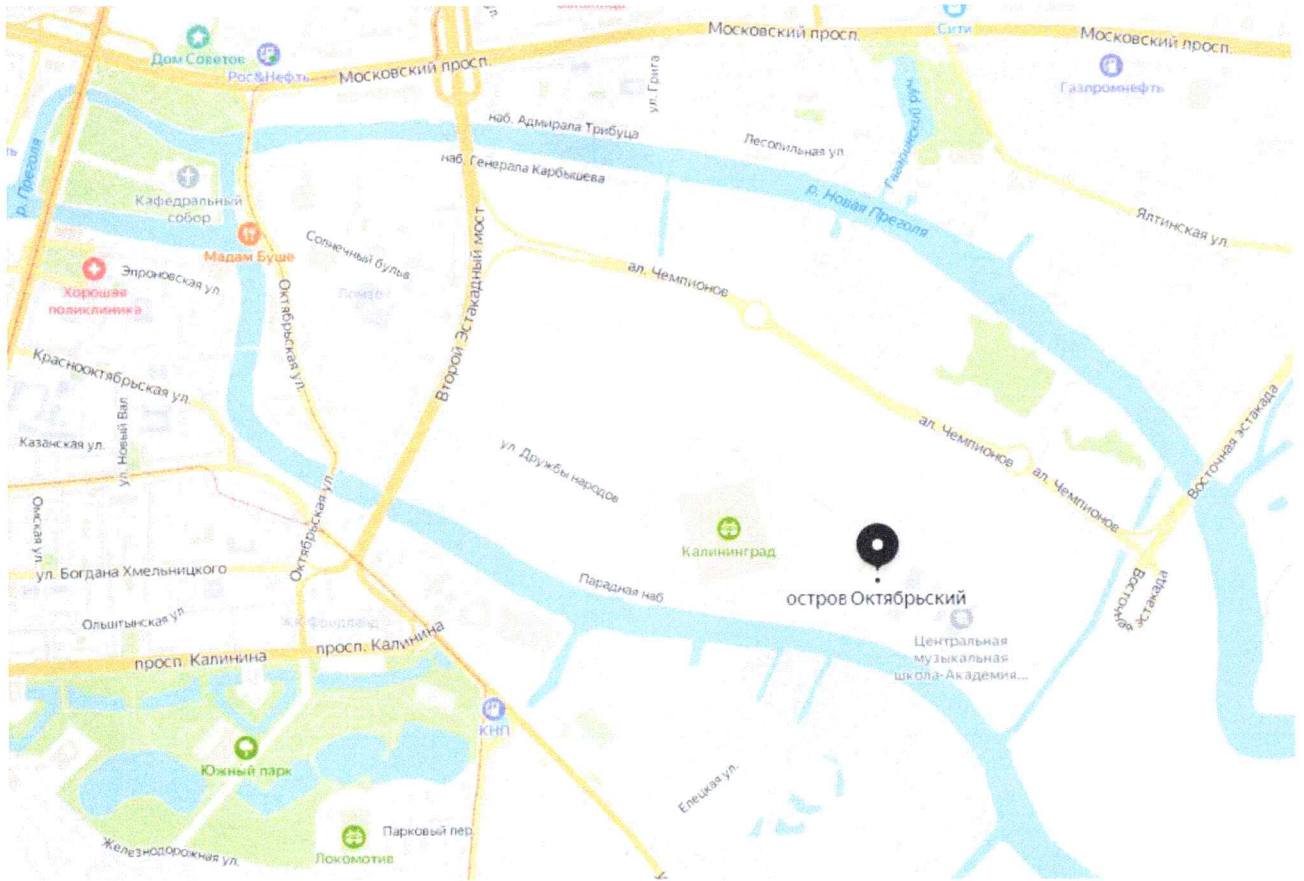 ул.
Московский просп.
Сити
Московский просп.
Дом Советов
Рос&Нефть
Московский просп.
ул. Грига
Газпромнефть
наб. Адмирала Трибуца
Лесопильная ул.
Гагаринский руч.
р. Преголя
наб. Генерала Карбышева
р. Новая Преголя
Кафедральный
собор
Ялтинская ул.
Мадам Буше
Солнечный бульв.
ал. Чемпионов
Эпроновская ул.
Хорошая
поликлиника
Октябрьская ул.
Второй Эстакадный мост
Краснооктябрьская ул.
ул. Новый Вал
Казанская ул.
ал. Чемпионов
ал. Чемпионов
Восточная эстакада
ул. Дружбы народов
Омская ул.
Октябрьская ул.
Калининград
ул. Богдана Хмельницкого
Парадная наб
остров Октябрьский
Восточная эстакада
Ольштынская ул.
Центральная
музыкальная
школа-Академия...
просп. Калинина
просп. Калинина
КНП
Южный парк
Елецкая ул.
Парковый пер.
Железнодорожная ул.
Локомотив